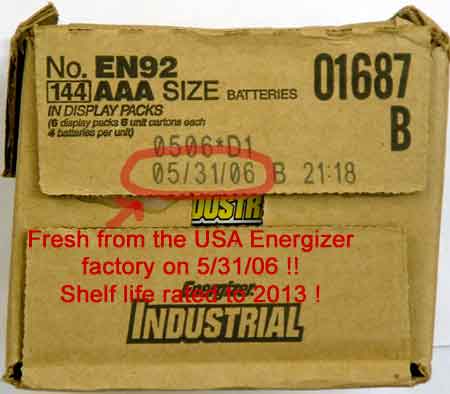 No. EN92
144 AAA SIZE BATTERIES
01687
B
IN DISPLAY PACKS
(6 display packs 6 unit cartons each
4 batteries per unit)
0506*D1
05/31/06 B 21:18
DUSTR
Fresh from the USA Energizer
factory on 5/31/06 !!
Shelf life rated to 2013 !
Energizer
INDUSTRIAL